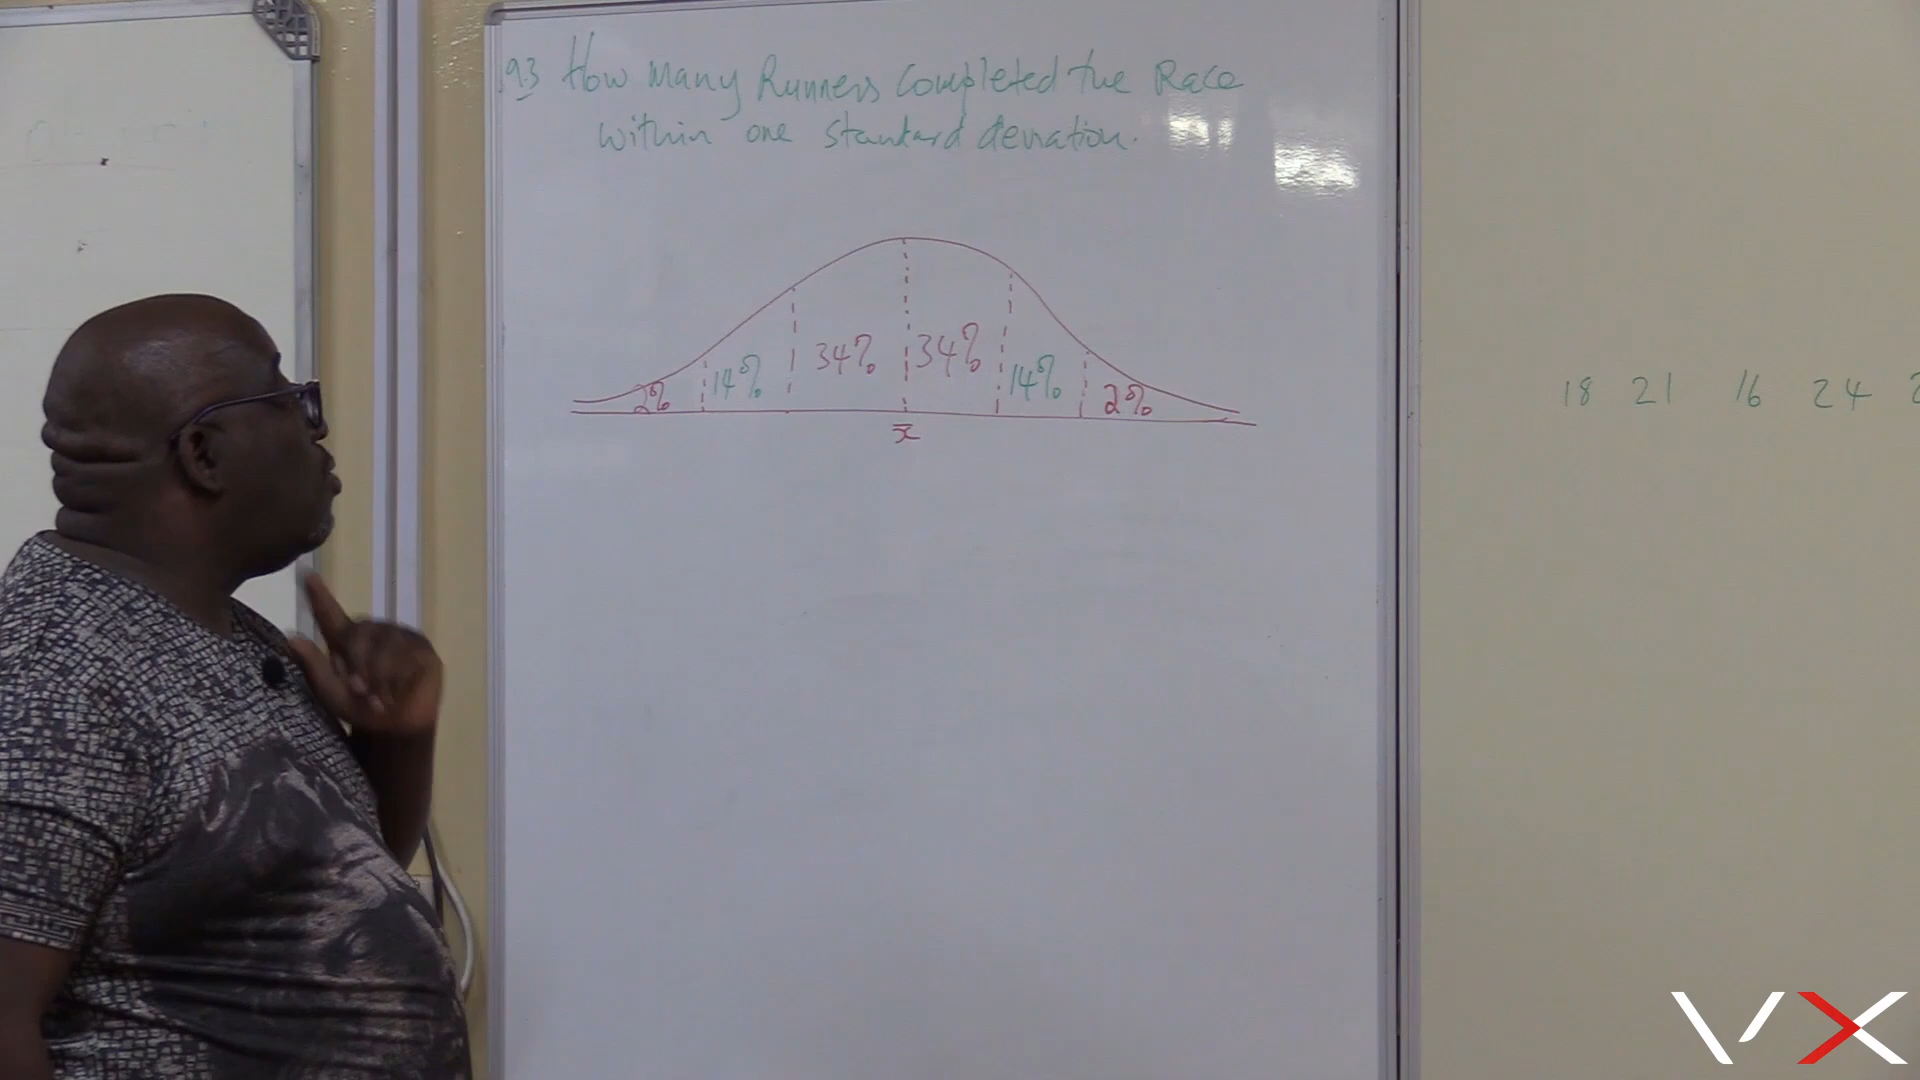 9.3 How Many Runners Completed the Race
within one standard deviation.
2% 14% 34% 34% 14% 2%
x̄
18 21 16 24
VX